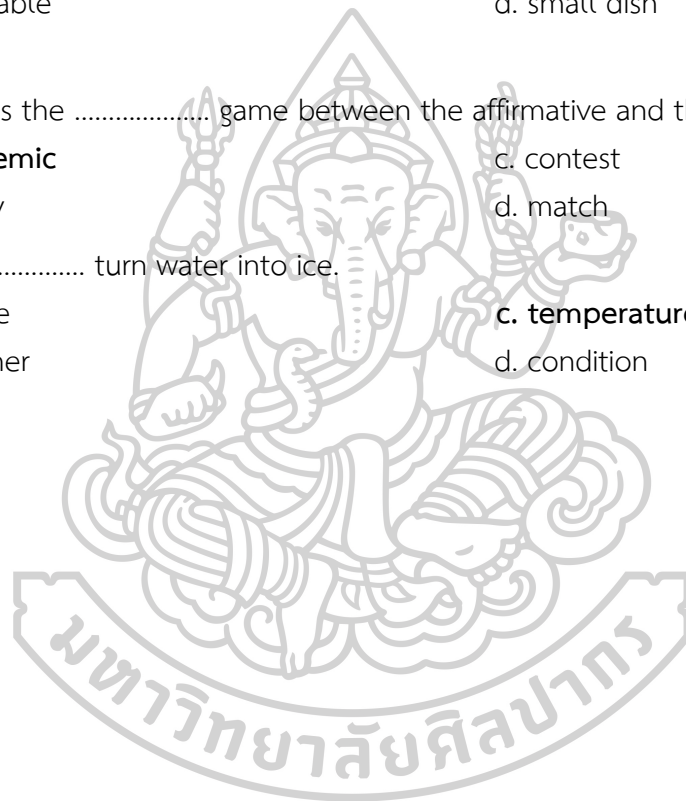 able d. small dish
s the .................... game between the affirmative and t
emic c. contest
d. match
.............. turn water into ice.
e c. temperature
ner d. condition
มหาวิทยาลัยศิลปากร